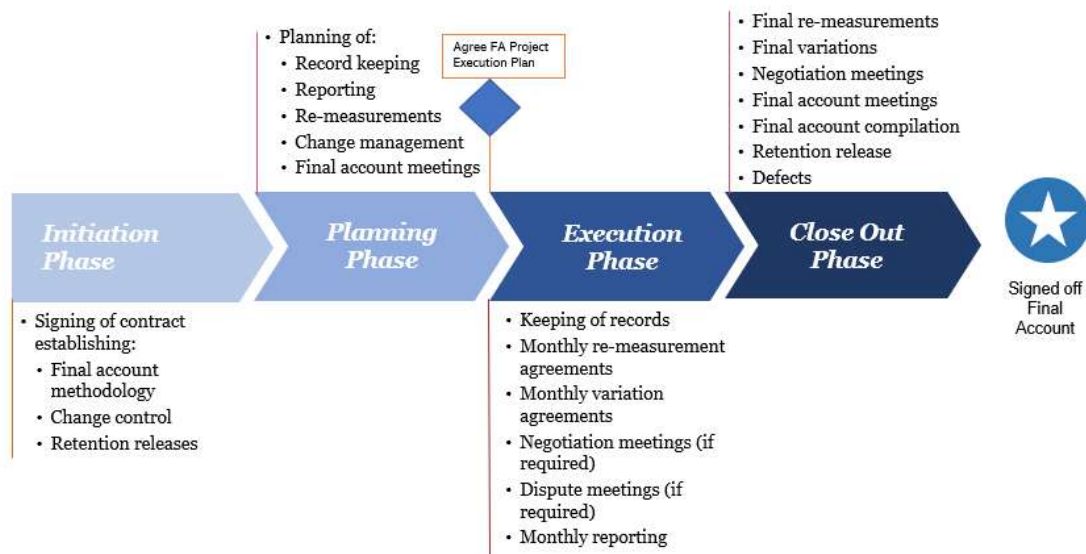 • Planning of:
• Record keeping
• Reporting
• Re-measurements
• Change management
• Final account meetings
Agree FA Project
Execution Plan
• Final re-measurements
• Final variations
• Negotiation meetings
• Final account meetings
• Final account compilation
• Retention release
• Defects
Initiation
Phase
Planning
Phase
Execution
Phase
Close Out
Phase
Signed off
Final
Account
• Signing of contract
establishing:
• Final account
methodology
• Change control
• Retention releases
• Keeping of records
• Monthly re-measurement
agreements
• Monthly variation
agreements
• Negotiation meetings (if
required)
• Dispute meetings (if
required)
• Monthly reporting